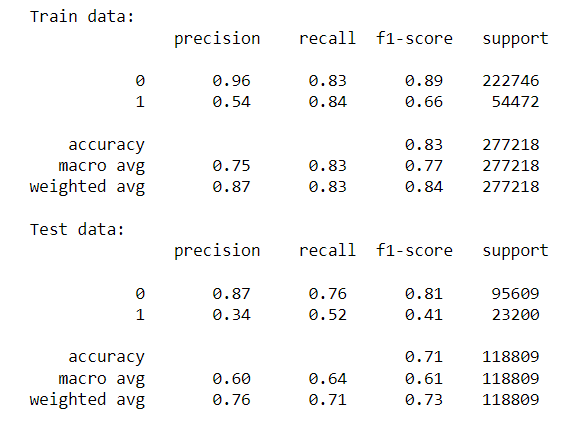 Train data:
precision recall f1-score support
0 0.96 0.83 0.89 222746
1 0.54 0.84 0.66 54472
accuracy 0.83 277218
macro avg 0.75 0.83 0.77 277218
weighted avg 0.87 0.83 0.84 277218
Test data:
precision recall f1-score support
0 0.87 0.76 0.81 95609
1 0.34 0.52 0.41 23200
accuracy 0.71 118809
macro avg 0.60 0.64 0.61 118809
weighted avg 0.76 0.71 0.73 118809